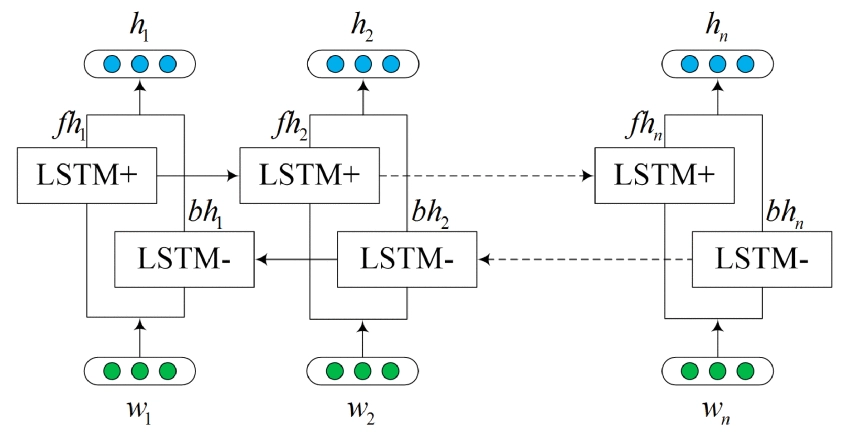 h₁ h₂ hₙ
fh₁ fh₂ fhₙ
LSTM+ LSTM+ LSTM+
bh₁ bh₂ bhₙ
LSTM- LSTM- LSTM-
w₁ w₂ wₙ